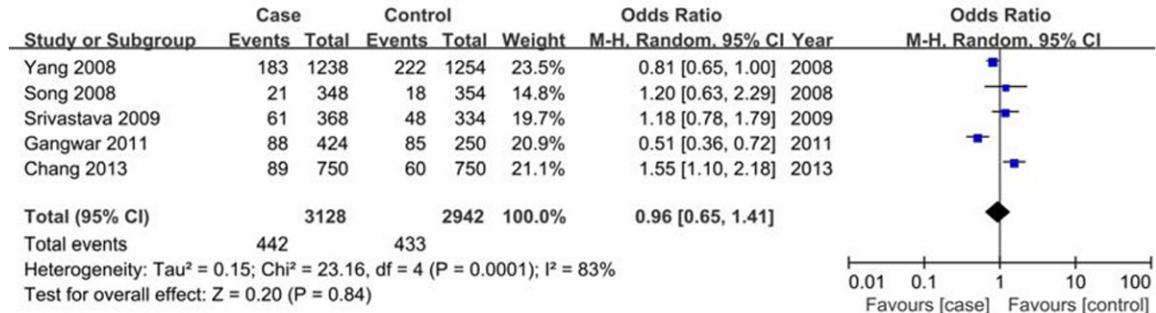 Case Control Odds Ratio Odds Ratio
Study or Subgroup Events Total Events Total Weight M-H, Random, 95% CI Year M-H, Random, 95% CI
Yang 2008 183 1238 222 1254 23.5% 0.81 [0.65, 1.00] 2008
Song 2008 21 348 18 354 14.8% 1.20 [0.63, 2.29] 2008
Srivastava 2009 61 368 48 334 19.7% 1.18 [0.78, 1.79] 2009
Gangwar 2011 88 424 85 250 20.9% 0.51 [0.36, 0.72] 2011
Chang 2013 89 750 60 750 21.1% 1.55 [1.10, 2.18] 2013
Total (95% CI) 3128 2942 100.0% 0.96 [0.65, 1.41]
Total events 442 433
Heterogeneity: Tau² = 0.15; Chi² = 23.16, df = 4 (P = 0.0001); I² = 83%
Test for overall effect: Z = 0.20 (P = 0.84)
0.01 0.1 1 10 100
Favours [case] Favours [control]